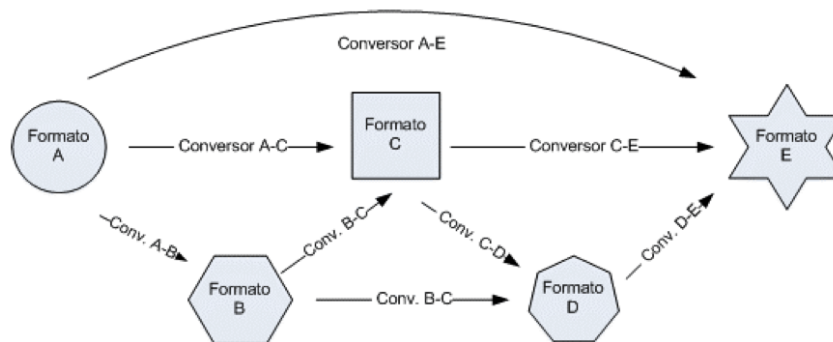 Conversor A-E
Formato
A
Conversor A-C
Formato
C
Conversor C-E
Formato
E
Conv. A-B
Conv. B-C
Conv. C-D
Conv. D-E
Formato
B
Conv. B-C
Formato
D